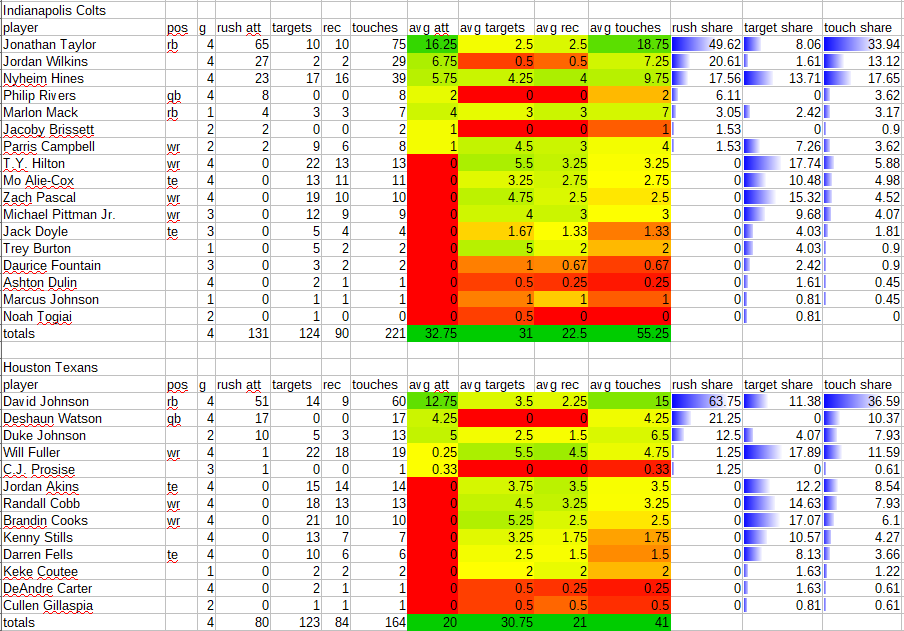 Indianapolis Colts
player pos g rush att targets rec touches avg att avg targets avg rec avg touches rush share target share touch share
Jonathan Taylor rb 4 65 10 10 75 16.25 2.5 2.5 18.75 49.62 8.06 33.94
Jordan Wilkins 4 27 2 2 29 6.75 0.5 0.5 7.25 20.61 1.61 13.12
Nyheim Hines 4 23 17 16 39 5.75 4.25 4 9.75 17.56 13.71 17.65
Philip Rivers qb 4 8 0 0 8 2 0 0 2 6.11 0 3.62
Marlon Mack rb 1 4 3 3 7 4 3 3 7 3.05 2.42 3.17
Jacoby Brissett 2 2 0 0 2 1 0 0 1 1.53 0 0.9
Parris Campbell wr 2 2 9 6 8 1 4.5 3 4 1.53 7.26 3.62
T.Y. Hilton wr 4 0 22 13 13 0 5.5 3.25 3.25 0 17.74 5.88
Mo Alie-Cox te 4 0 13 11 11 0 3.25 2.75 2.75 0 10.48 4.98
Zach Pascal wr 4 0 19 10 10 0 4.75 2.5 2.5 0 15.32 4.52
Michael Pittman Jr. wr 3 0 12 9 9 0 4 3 3 0 9.68 4.07
Jack Doyle te 3 0 5 4 4 0 1.67 1.33 1.33 0 4.03 1.81
Trey Burton 1 0 5 2 2 0 5 2 2 0 4.03 0.9
Daurice Fountain 3 0 3 2 2 0 1 0.67 0.67 0 2.42 0.9
Ashton Dulin 4 0 2 1 1 0 0.5 0.25 0.25 0 1.61 0.45
Marcus Johnson 1 0 1 1 1 0 1 1 1 0 0.81 0.45
Noah Togiai 2 0 1 0 0 0 0.5 0 0 0 0.81 0
totals 4 131 124 90 221 32.75 31 22.5 55.25
Houston Texans
player pos g rush att targets rec touches avg att avg targets avg rec avg touches rush share target share touch share
David Johnson rb 4 51 14 9 60 12.75 3.5 2.25 15 63.75 11.38 36.59
Deshaun Watson qb 4 17 0 0 17 4.25 0 0 4.25 21.25 0 10.37
Duke Johnson 2 10 5 3 13 5 2.5 1.5 6.5 12.5 4.07 7.93
Will Fuller wr 4 1 22 18 19 0.25 5.5 4.5 4.75 1.25 17.89 11.59
C.J. Prosise 3 1 0 0 1 0.33 0 0 0.33 1.25 0 0.61
Jordan Akins te 4 0 15 14 14 0 3.75 3.5 3.5 0 12.2 8.54
Randall Cobb wr 4 0 18 13 13 0 4.5 3.25 3.25 0 14.63 7.93
Brandin Cooks wr 4 0 21 10 10 0 5.25 2.5 2.5 0 17.07 6.1
Kenny Stills 4 0 13 7 7 0 3.25 1.75 1.75 0 10.57 4.27
Darren Fells te 4 0 10 6 6 0 2.5 1.5 1.5 0 8.13 3.66
Keke Coutee 1 0 2 2 2 0 2 2 2 0 1.63 1.22
DeAndre Carter 4 0 2 1 1 0 0.5 0.25 0.25 0 1.63 0.61
Cullen Gillaspia 2 0 1 1 1 0 0.5 0.5 0.5 0 0.81 0.61
totals 4 80 123 84 164 20 30.75 21 41